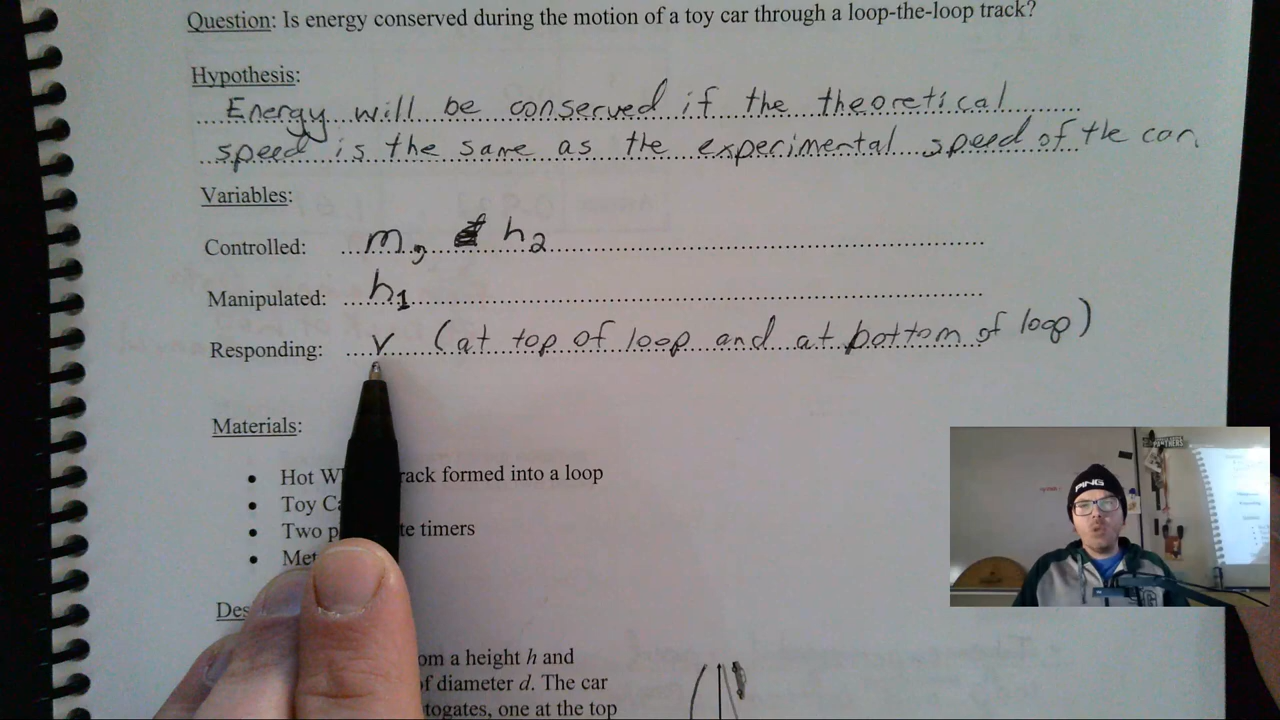 Question: Is energy conserved during the motion of a toy car through a loop-the-loop track?
Hypothesis:
Energy will be conserved if the theoretical
speed is the same as the experimental speed of the car.
Variables:
Controlled: m, h2
Manipulated: h1
Responding: v (at top of loop and at bottom of loop)
Materials:
• Hot rack formed into a loop
• Toy
• Two te timers
•
om a height h and
of diameter d. The car
togates, one at the top
PING